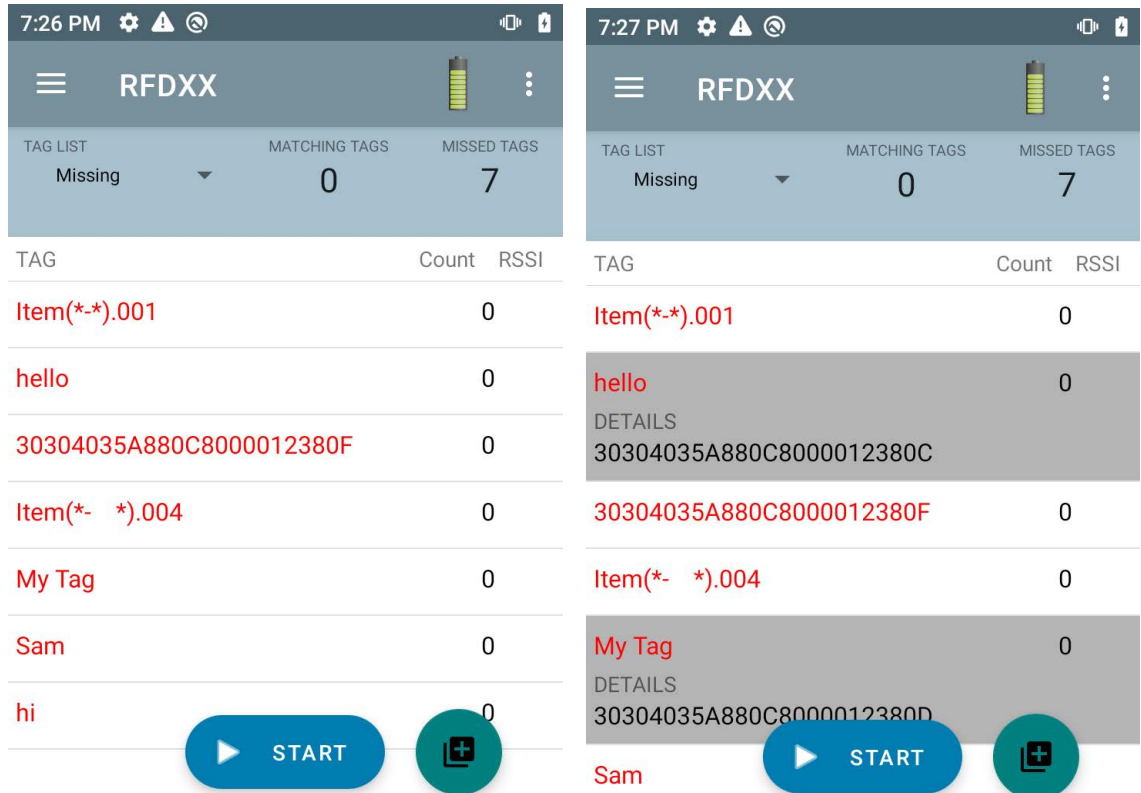 7:26 PM
RFDXX
TAG LIST MATCHING TAGS MISSED TAGS
Missing 0 7
TAG Count RSSI
Item(*-*).001 0
hello 0
30304035A880C8000012380F 0
Item(*- *).004 0
My Tag 0
Sam 0
hi 0
START
7:27 PM
RFDXX
TAG LIST MATCHING TAGS MISSED TAGS
Missing 0 7
TAG Count RSSI
Item(*-*).001 0
hello 0
DETAILS
30304035A880C8000012380C
30304035A880C8000012380F 0
Item(*- *).004 0
My Tag 0
DETAILS
30304035A880C8000012380D
START
Sam